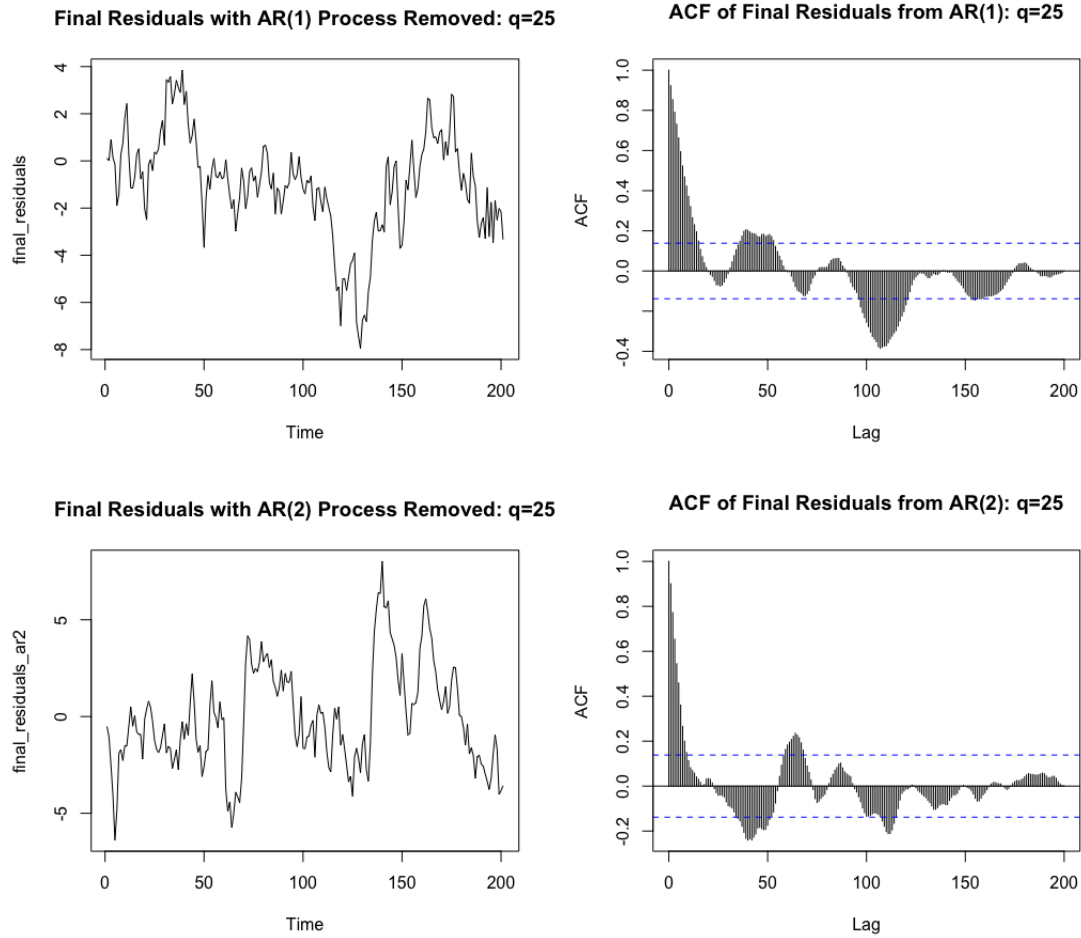 Final Residuals with AR(1) Process Removed: q=25
final_residuals
4
2
0
-2
-4
-6
-8
0 50 100 150 200
Time
ACF of Final Residuals from AR(1): q=25
ACF
1.0
0.8
0.6
0.4
0.2
0.0
-0.4
0 50 100 150 200
Lag
Final Residuals with AR(2) Process Removed: q=25
final_residuals_ar2
5
0
-5
0 50 100 150 200
Time
ACF of Final Residuals from AR(2): q=25
ACF
1.0
0.8
0.6
0.4
0.2
0.0
-0.2
0 50 100 150 200
Lag